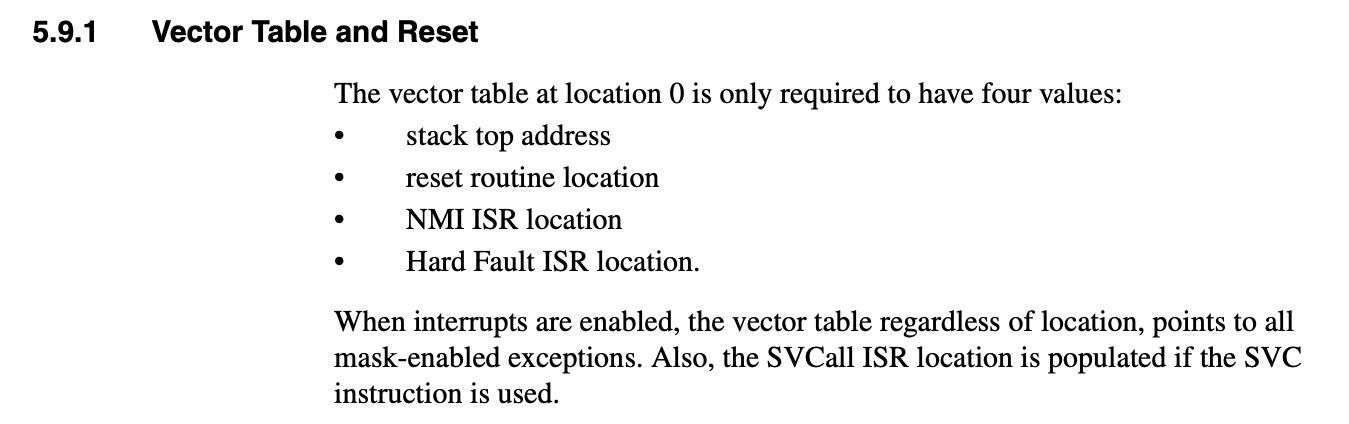 5.9.1 Vector Table and Reset
The vector table at location 0 is only required to have four values:
• stack top address
• reset routine location
• NMI ISR location
• Hard Fault ISR location.
When interrupts are enabled, the vector table regardless of location, points to all
mask-enabled exceptions. Also, the SVCall ISR location is populated if the SVC
instruction is used.